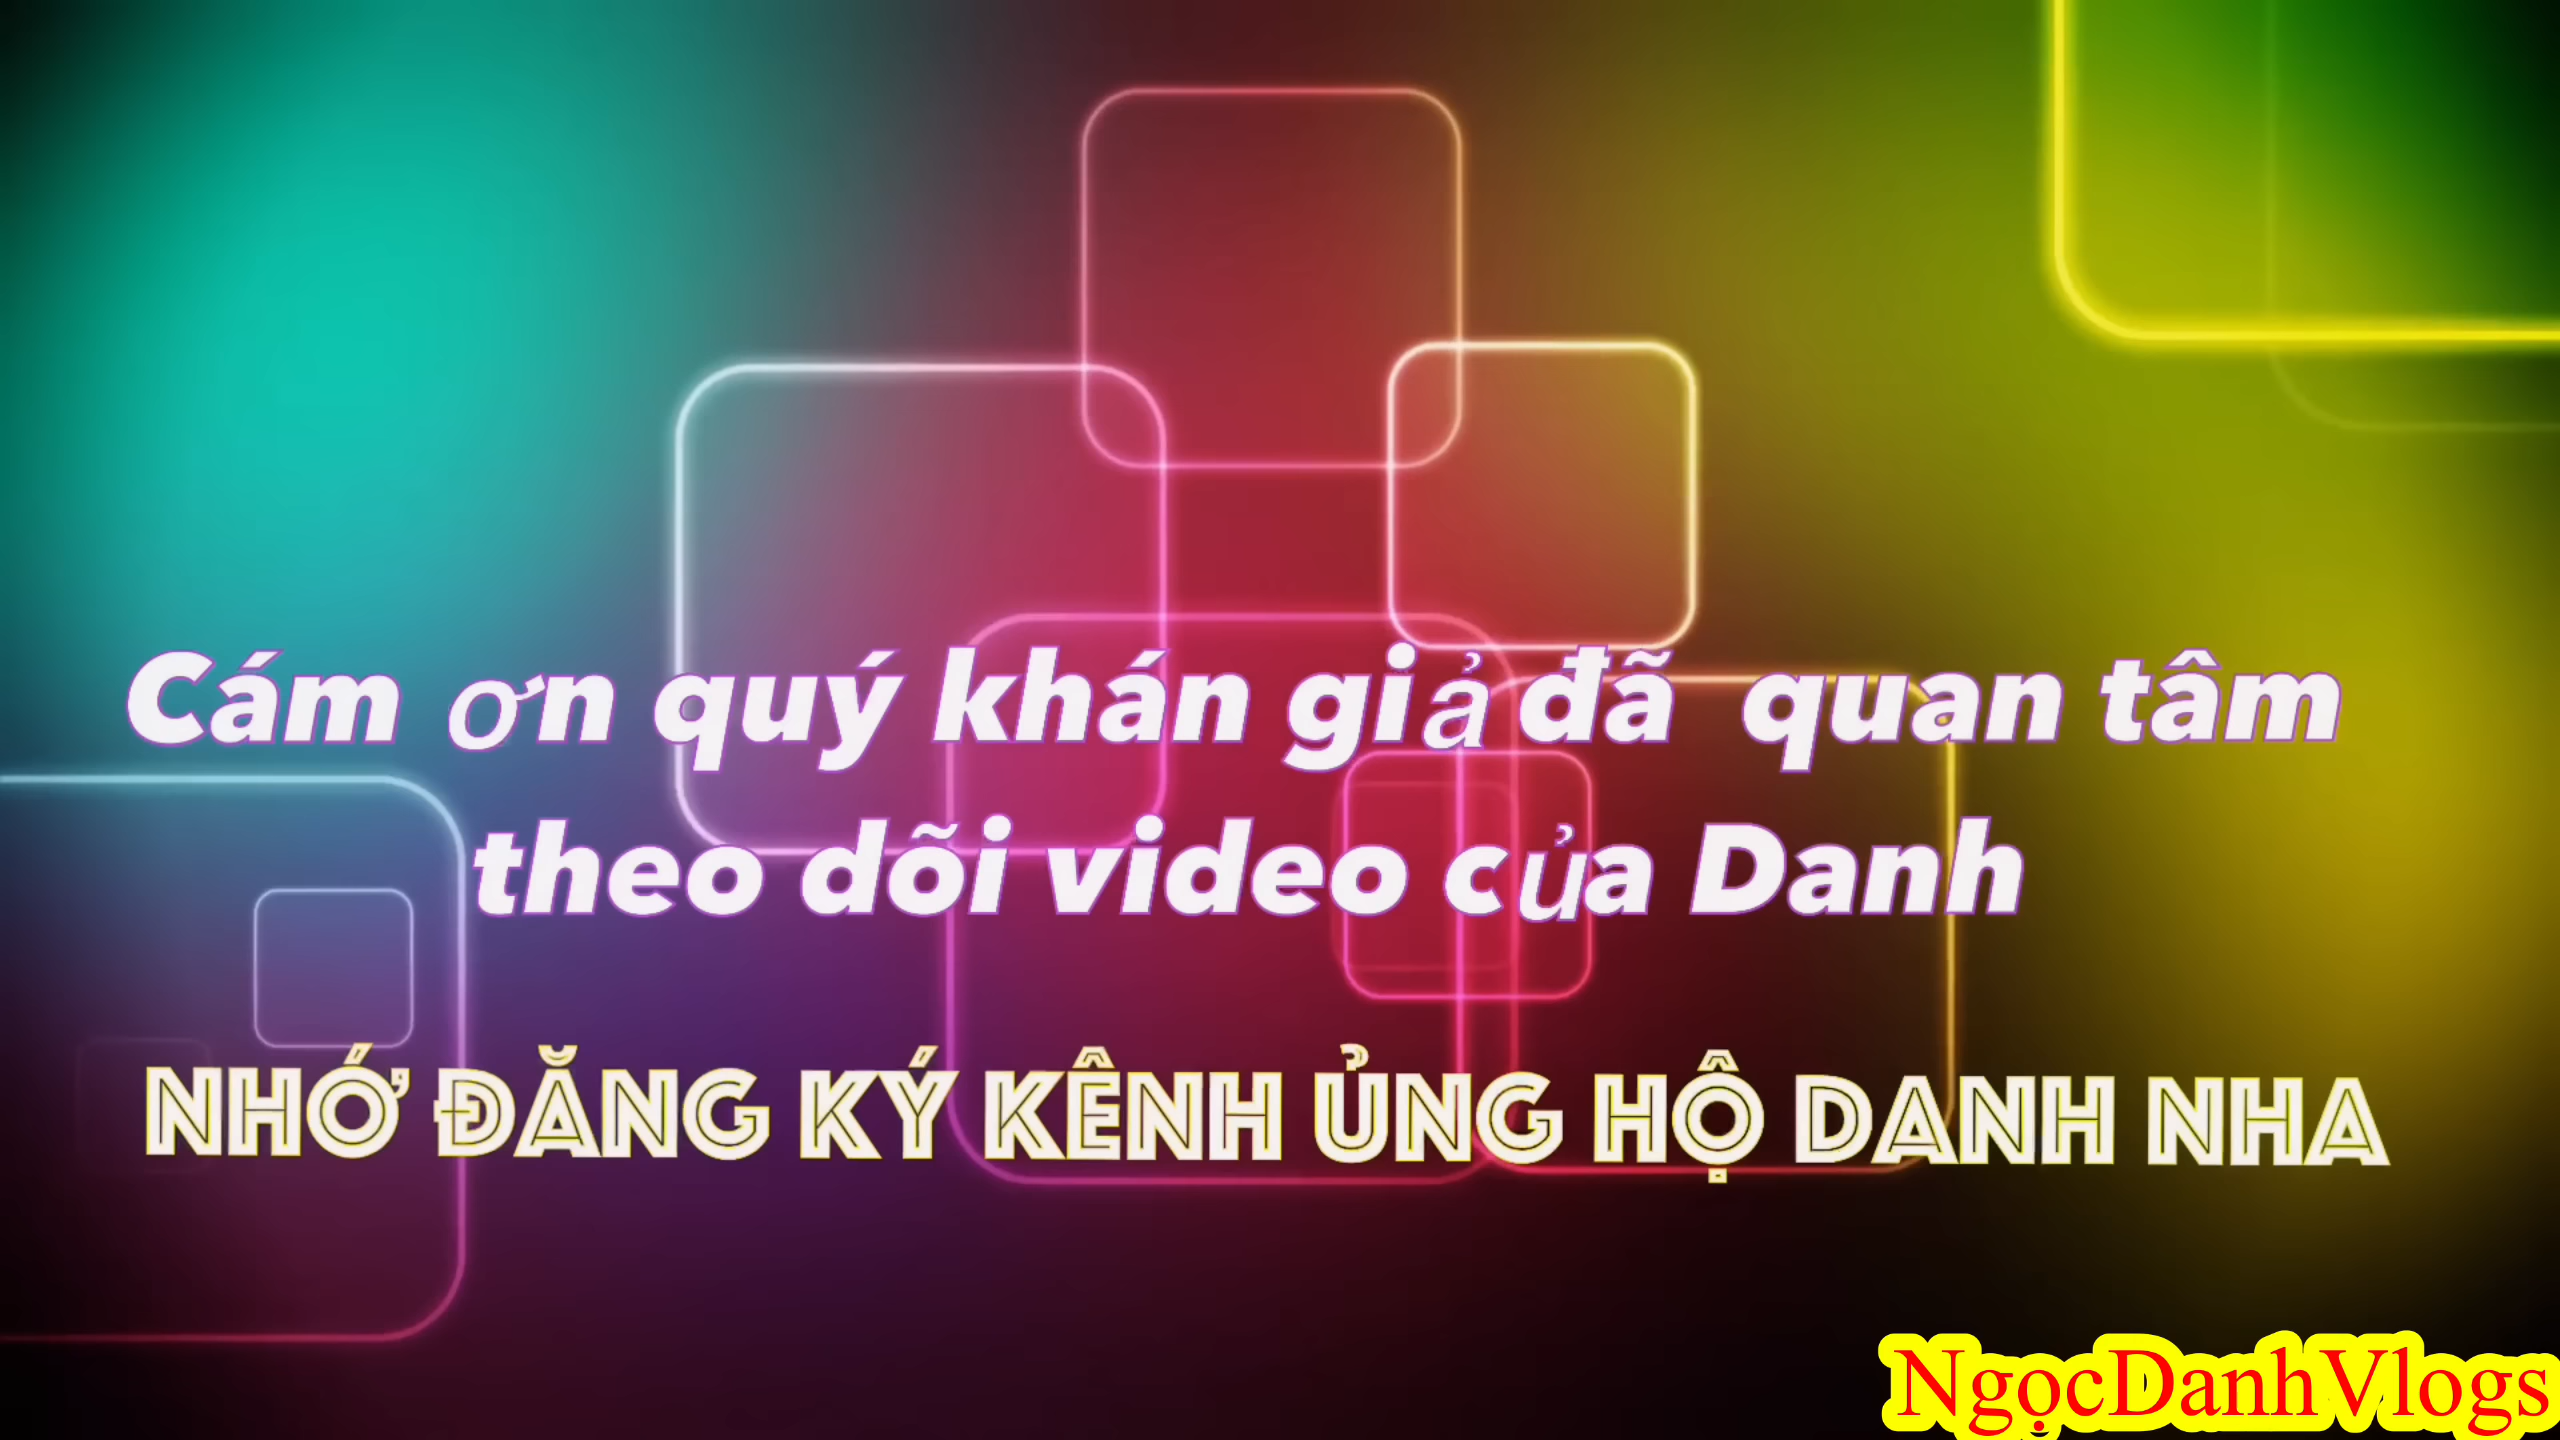 Cám ơn quý khán giả đã quan tâm
theo dõi video của Danh
NHỚ ĐĂNG KÝ KÊNH ỦNG HỘ DANH NHA
NgọcDanhVlogs